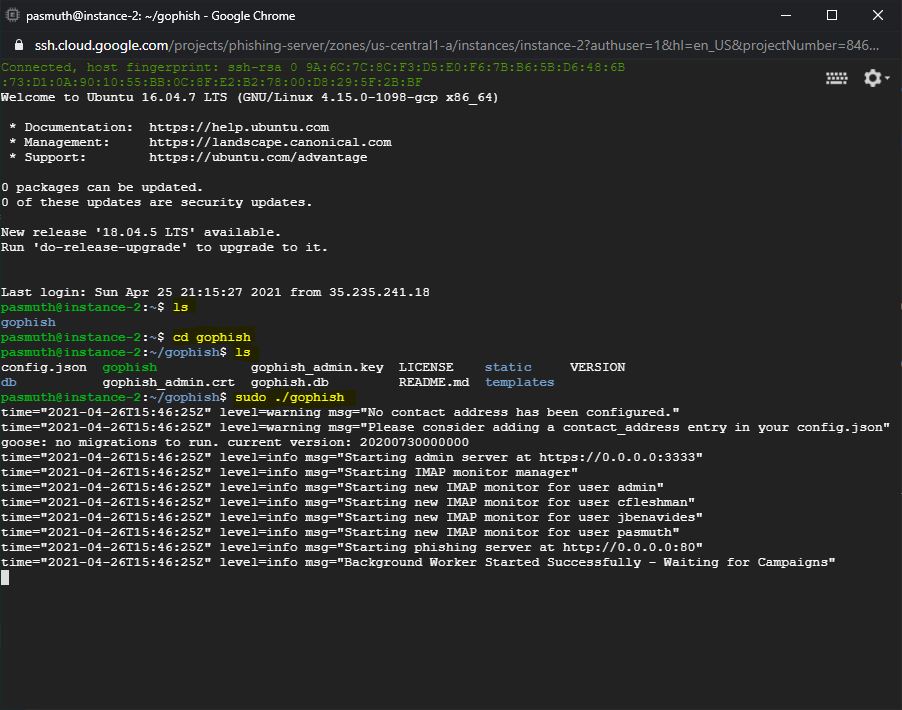 pasmuth@instance-2: ~/gophish - Google Chrome
ssh.cloud.google.com/projects/phishing-server/zones/us-central1-a/instances/instance-2?authuser=1&hl=en_US&projectNumber=846...
Connected, host fingerprint: ssh-rsa 0 9A:6C:7C:8C:F3:D5:E0:F6:7B:B6:5B:D6:48:6B
:73:D1:0A:90:10:55:BB:0C:8F:E2:B2:78:00:D8:29:5F:2B:BF
Welcome to Ubuntu 16.04.7 LTS (GNU/Linux 4.15.0-1098-gcp x86_64)
 * Documentation:  https://help.ubuntu.com
 * Management:     https://landscape.canonical.com
 * Support:        https://ubuntu.com/advantage
0 packages can be updated.
0 of these updates are security updates.
New release '18.04.5 LTS' available.
Run 'do-release-upgrade' to upgrade to it.
Last login: Sun Apr 25 21:15:27 2021 from 35.235.241.18
pasmuth@instance-2:~$ ls
gophish
pasmuth@instance-2:~$ cd gophish
pasmuth@instance-2:~/gophish$ ls
config.json  gophish            gophish_admin.key  LICENSE    static     VERSION
db           gophish_admin.crt  gophish.db         README.md  templates
pasmuth@instance-2:~/gophish$ sudo ./gophish
time="2021-04-26T15:46:25Z" level=warning msg="No contact address has been configured."
time="2021-04-26T15:46:25Z" level=warning msg="Please consider adding a contact_address entry in your config.json"
goose: no migrations to run. current version: 20200730000000
time="2021-04-26T15:46:25Z" level=info msg="Starting admin server at https://0.0.0.0:3333"
time="2021-04-26T15:46:25Z" level=info msg="Starting IMAP monitor manager"
time="2021-04-26T15:46:25Z" level=info msg="Starting new IMAP monitor for user admin"
time="2021-04-26T15:46:25Z" level=info msg="Starting new IMAP monitor for user cfleshman"
time="2021-04-26T15:46:25Z" level=info msg="Starting new IMAP monitor for user jbenavides"
time="2021-04-26T15:46:25Z" level=info msg="Starting new IMAP monitor for user pasmuth"
time="2021-04-26T15:46:25Z" level=info msg="Starting phishing server at http://0.0.0.0:80"
time="2021-04-26T15:46:25Z" level=info msg="Background Worker Started Successfully - Waiting for Campaigns"